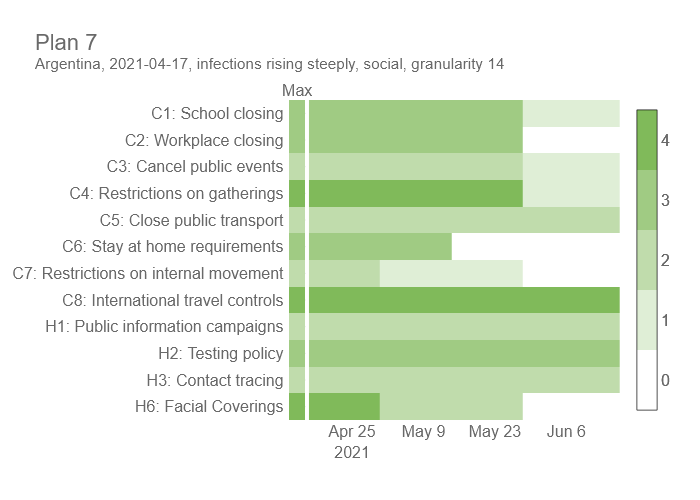 Plan 7
Argentina, 2021-04-17, infections rising steeply, social, granularity 14
Max
C1: School closing
C2: Workplace closing
C3: Cancel public events
C4: Restrictions on gatherings
C5: Close public transport
C6: Stay at home requirements
C7: Restrictions on internal movement
C8: International travel controls
H1: Public information campaigns
H2: Testing policy
H3: Contact tracing
H6: Facial Coverings
4
3
2
1
0
Apr 25 May 9 May 23 Jun 6
2021